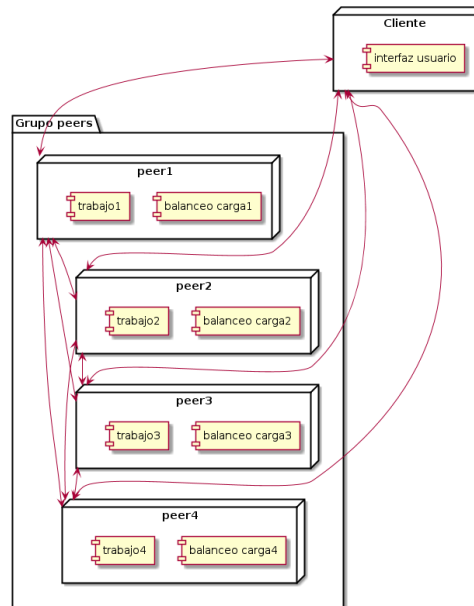 Cliente
interfaz usuario
Grupo peers
peer1
trabajo1
balanceo carga1
peer2
trabajo2
balanceo carga2
peer3
trabajo3
balanceo carga3
peer4
trabajo4
balanceo carga4